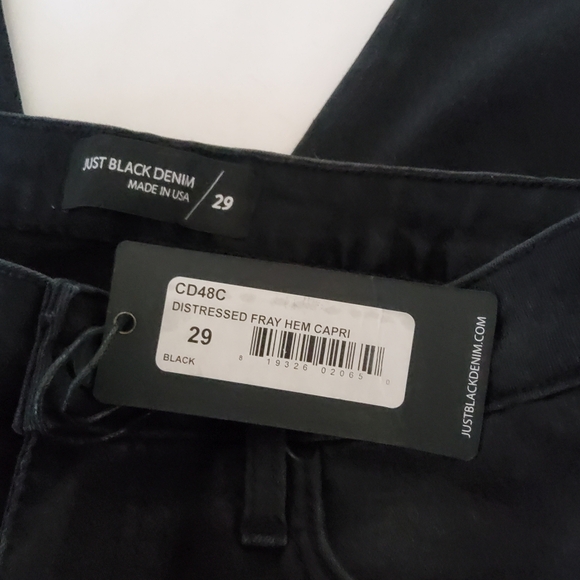 JUST BLACK DENIM
MADE IN USA
29
CD48C
DISTRESSED FRAY HEM CAPRI
29
BLACK
8 19326 02065 0
JUSTBLACKDENIM.COM